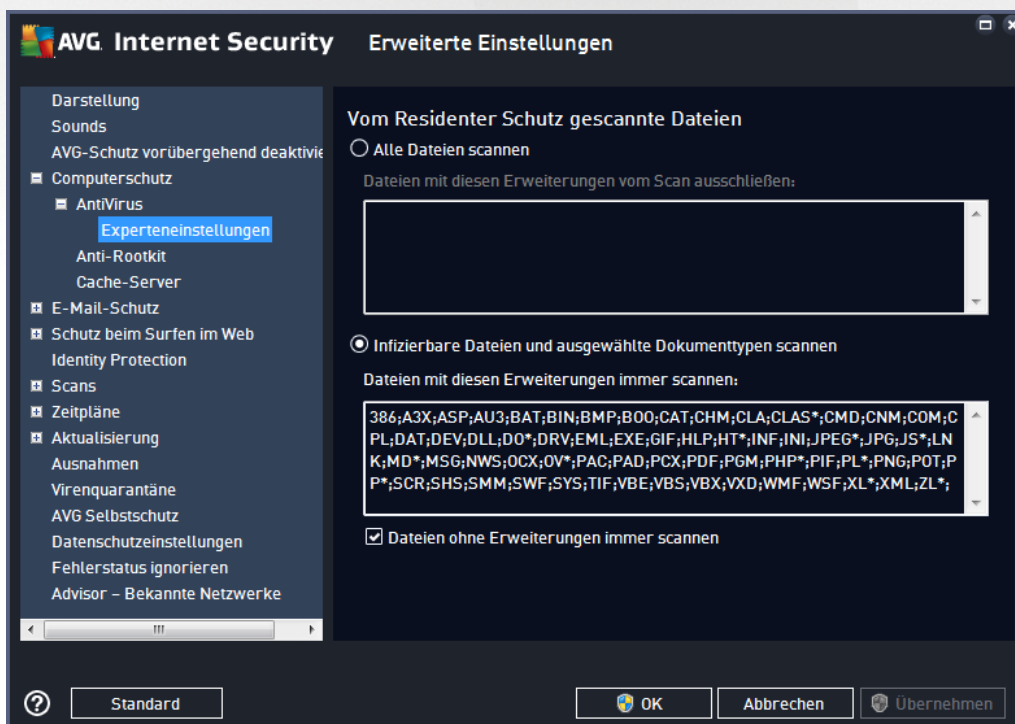 AVG Internet Security Erweiterte Einstellungen
Darstellung
Sounds
AVG-Schutz vorübergehend deaktivie
Computerschutz
AntiVirus
Experteneinstellungen
Anti-Rootkit
Cache-Server
E-Mail-Schutz
Schutz beim Surfen im Web
Identity Protection
Scans
Zeitpläne
Aktualisierung
Ausnahmen
Virenquarantäne
AVG Selbstschutz
Datenschutzeinstellungen
Fehlerstatus ignorieren
Advisor – Bekannte Netzwerke
Vom Residenter Schutz gescannte Dateien
Alle Dateien scannen
Dateien mit diesen Erweiterungen vom Scan ausschließen:
Infizierbare Dateien und ausgewählte Dokumenttypen scannen
Dateien mit diesen Erweiterungen immer scannen:
386;A3X;ASP;AU3;BAT;BIN;BMP;BOO;CAT;CHM;CLA;CLAS*;CMD;CNM;COM;C
PL;DAT;DEV;DLL;DO*;DRV;EML;EXE;GIF;HLP;HT*;INF;INI;JPEG*;JPG;JS*;LN
K;MD*;MSG;NWS;OCX;OV*;PAC;PAD;PCX;PDF;PGM;PHP*;PIF;PL*;PNG;POT;P
P*;SCR;SHS;SMM;SWF;SYS;TIF;VBE;VBS;VBX;VXD;WMF;WSF;XL*;XML;ZL*;
Dateien ohne Erweiterungen immer scannen
Standard
OK
Abbrechen
Übernehmen